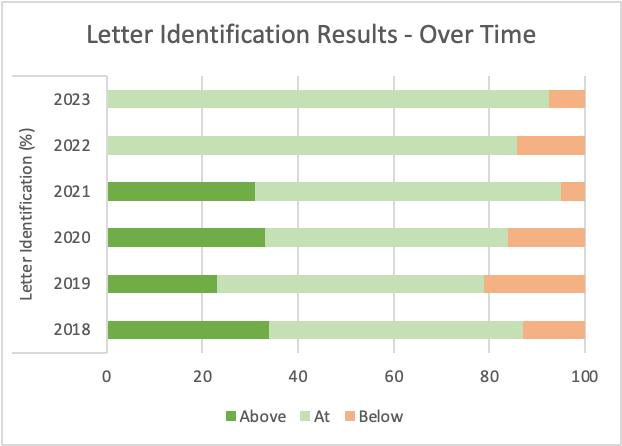 Letter Identification Results - Over Time
Letter Identification (%)
2023
2022
2021
2020
2019
2018
0 20 40 60 80 100
Above At Below